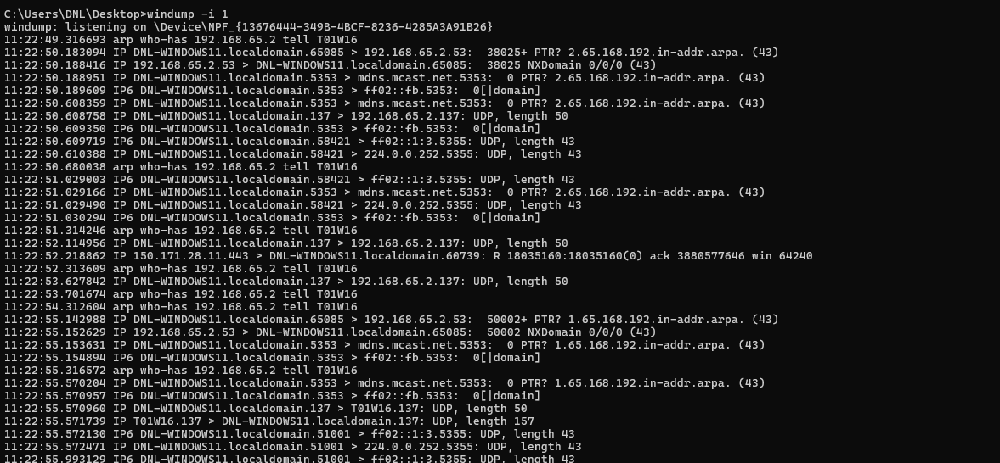 C:\Users\DNL\Desktop>windump -i 1
windump: listening on \Device\NPF_{13676444-349B-4BCF-8236-4285A3A91B26}
11:22:49.316693 arp who-has 192.168.65.2 tell T01W16
11:22:50.183094 IP DNL-WINDOWS11.localdomain.65085 > 192.168.65.2.53:  38025+ PTR? 2.65.168.192.in-addr.arpa. (43)
11:22:50.188416 IP 192.168.65.2.53 > DNL-WINDOWS11.localdomain.65085:  38025 NXDomain 0/0/0 (43)
11:22:50.188951 IP DNL-WINDOWS11.localdomain.5353 > mdns.mcast.net.5353:  0 PTR? 2.65.168.192.in-addr.arpa. (43)
11:22:50.189609 IP6 DNL-WINDOWS11.localdomain.5353 > ff02::fb.5353:  0[|domain]
11:22:50.608359 IP DNL-WINDOWS11.localdomain.5353 > mdns.mcast.net.5353:  0 PTR? 2.65.168.192.in-addr.arpa. (43)
11:22:50.608758 IP DNL-WINDOWS11.localdomain.137 > 192.168.65.2.137: UDP, length 50
11:22:50.609350 IP6 DNL-WINDOWS11.localdomain.5353 > ff02::fb.5353:  0[|domain]
11:22:50.609719 IP6 DNL-WINDOWS11.localdomain.58421 > ff02::1:3.5355: UDP, length 43
11:22:50.610388 IP DNL-WINDOWS11.localdomain.58421 > 224.0.0.252.5355: UDP, length 43
11:22:50.680038 arp who-has 192.168.65.2 tell T01W16
11:22:51.029003 IP6 DNL-WINDOWS11.localdomain.58421 > ff02::1:3.5355: UDP, length 43
11:22:51.029166 IP DNL-WINDOWS11.localdomain.5353 > mdns.mcast.net.5353:  0 PTR? 2.65.168.192.in-addr.arpa. (43)
11:22:51.029490 IP DNL-WINDOWS11.localdomain.58421 > 224.0.0.252.5355: UDP, length 43
11:22:51.030294 IP6 DNL-WINDOWS11.localdomain.5353 > ff02::fb.5353:  0[|domain]
11:22:51.314246 arp who-has 192.168.65.2 tell T01W16
11:22:52.114956 IP DNL-WINDOWS11.localdomain.137 > 192.168.65.2.137: UDP, length 50
11:22:52.218862 IP 150.171.28.11.443 > DNL-WINDOWS11.localdomain.60739: R 18035160:18035160(0) ack 3880577646 win 64240
11:22:52.313609 arp who-has 192.168.65.2 tell T01W16
11:22:53.627842 IP DNL-WINDOWS11.localdomain.137 > 192.168.65.2.137: UDP, length 50
11:22:53.701674 arp who-has 192.168.65.2 tell T01W16
11:22:54.312604 arp who-has 192.168.65.2 tell T01W16
11:22:55.142988 IP DNL-WINDOWS11.localdomain.65085 > 192.168.65.2.53:  50002+ PTR? 1.65.168.192.in-addr.arpa. (43)
11:22:55.152629 IP 192.168.65.2.53 > DNL-WINDOWS11.localdomain.65085:  50002 NXDomain 0/0/0 (43)
11:22:55.153631 IP DNL-WINDOWS11.localdomain.5353 > mdns.mcast.net.5353:  0 PTR? 1.65.168.192.in-addr.arpa. (43)
11:22:55.154894 IP6 DNL-WINDOWS11.localdomain.5353 > ff02::fb.5353:  0[|domain]
11:22:55.316572 arp who-has 192.168.65.2 tell T01W16
11:22:55.570204 IP DNL-WINDOWS11.localdomain.5353 > mdns.mcast.net.5353:  0 PTR? 1.65.168.192.in-addr.arpa. (43)
11:22:55.570957 IP6 DNL-WINDOWS11.localdomain.5353 > ff02::fb.5353:  0[|domain]
11:22:55.570960 IP DNL-WINDOWS11.localdomain.137 > T01W16.137: UDP, length 50
11:22:55.571739 IP T01W16.137 > DNL-WINDOWS11.localdomain.137: UDP, length 157
11:22:55.572130 IP6 DNL-WINDOWS11.localdomain.51001 > ff02::1:3.5355: UDP, length 43
11:22:55.572471 IP DNL-WINDOWS11.localdomain.51001 > 224.0.0.252.5355: UDP, length 43
11:22:55.993129 IP6 DNL-WINDOWS11.localdomain.51001 > ff02::1:3.5355: UDP, length 43